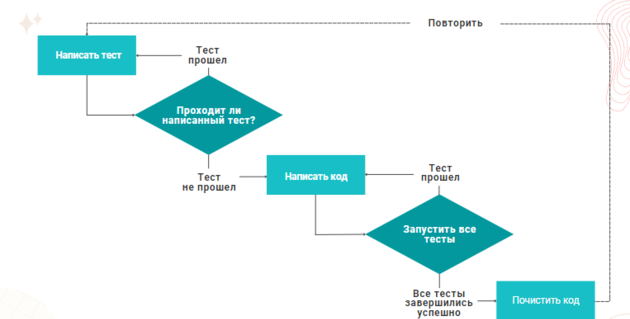 Повторить
Написать тест
Тест
прошел
Проходит ли
написанный тест?
Тест
не прошел
Написать код
Тест
прошел
Запустить все
тесты
Все тесты
завершились
успешно
Почистить код